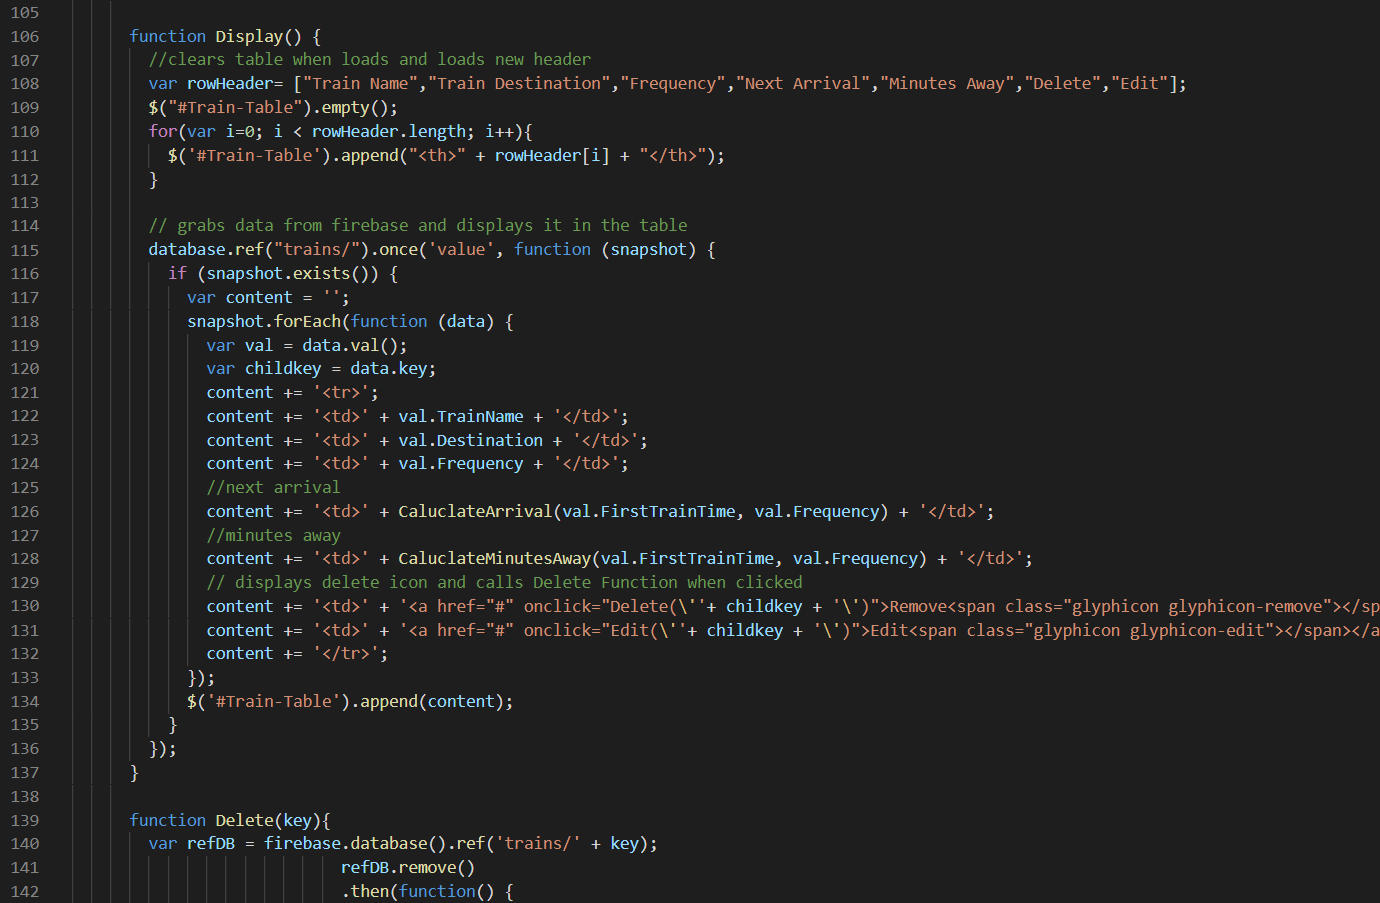 105
106 function Display() {
107 //clears table when loads and loads new header
108 var rowHeader= ["Train Name","Train Destination","Frequency","Next Arrival","Minutes Away","Delete","Edit"];
109 $("#Train-Table").empty();
110 for(var i=0; i < rowHeader.length; i++){
111 $('#Train-Table').append("<th>" + rowHeader[i] + "</th>");
112 }
113
114 // grabs data from firebase and displays it in the table
115 database.ref("trains/").once('value', function (snapshot) {
116 if (snapshot.exists()) {
117 var content = '';
118 snapshot.forEach(function (data) {
119 var val = data.val();
120 var childkey = data.key;
121 content += '<tr>';
122 content += '<td>' + val.TrainName + '</td>';
123 content += '<td>' + val.Destination + '</td>';
124 content += '<td>' + val.Frequency + '</td>';
125 //next arrival
126 content += '<td>' + CaluclateArrival(val.FirstTrainTime, val.Frequency) + '</td>';
127 //minutes away
128 content += '<td>' + CaluclateMinutesAway(val.FirstTrainTime, val.Frequency) + '</td>';
129 // displays delete icon and calls Delete Function when clicked
130 content += '<td>' + '<a href="#" onclick="Delete(\''+ childkey + '\')">Remove<span class="glyphicon glyphicon-remove"></sp
131 content += '<td>' + '<a href="#" onclick="Edit(\''+ childkey + '\')">Edit<span class="glyphicon glyphicon-edit"></span></a
132 content += '</tr>';
133 });
134 $('#Train-Table').append(content);
135 }
136 });
137 }
138
139 function Delete(key){
140 var refDB = firebase.database().ref('trains/' + key);
141 refDB.remove()
142 .then(function() {